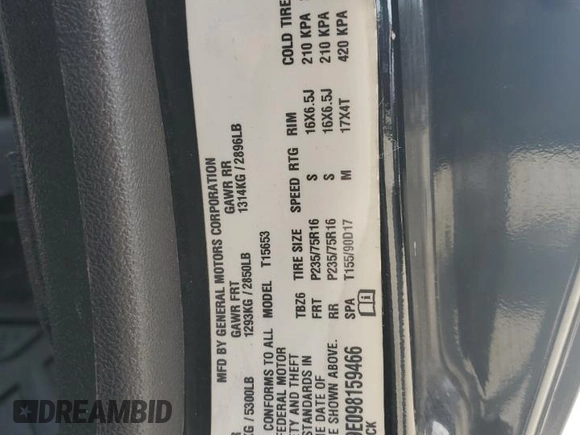 MFD BY GENERAL MOTORS CORPORATION
GAWR FRT GAWR RR
KG/5300LB 1293KG/2850LB 1314KG/2896LB
CONFORMS TO ALL MODEL T15653
FEDERAL MOTOR
AND THEFT TBZ6 TIRE SIZE SPEED RTG RIM COLD TIRE
STANDARDS IN FRT P235/75R16 S 16X6.5J 210 KPA
DATE OF
SHOWN ABOVE. RR P235/75R16 S 16X6.5J 210 KPA
SPA T155/90D17 M 17X4T 420 KPA
E098159466
DREAMBID